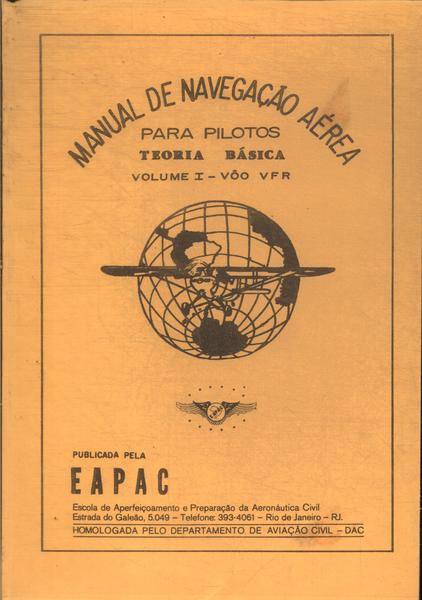 MANUAL DE NAVEGAÇÃO AÉREA
PARA PILOTOS
TEORIA BÁSICA
VOLUME I - VÔO VFR
EAPAC
PUBLICADA PELA
EAPAC
Escola de Aperfeiçoamento e Preparação da Aeronáutica Civil
Estrada do Galeão, 5.049 - Telefone: 393-4061 - Rio de Janeiro - RJ.
HOMOLOGADA PELO DEPARTAMENTO DE AVIAÇÃO CIVIL - DAC